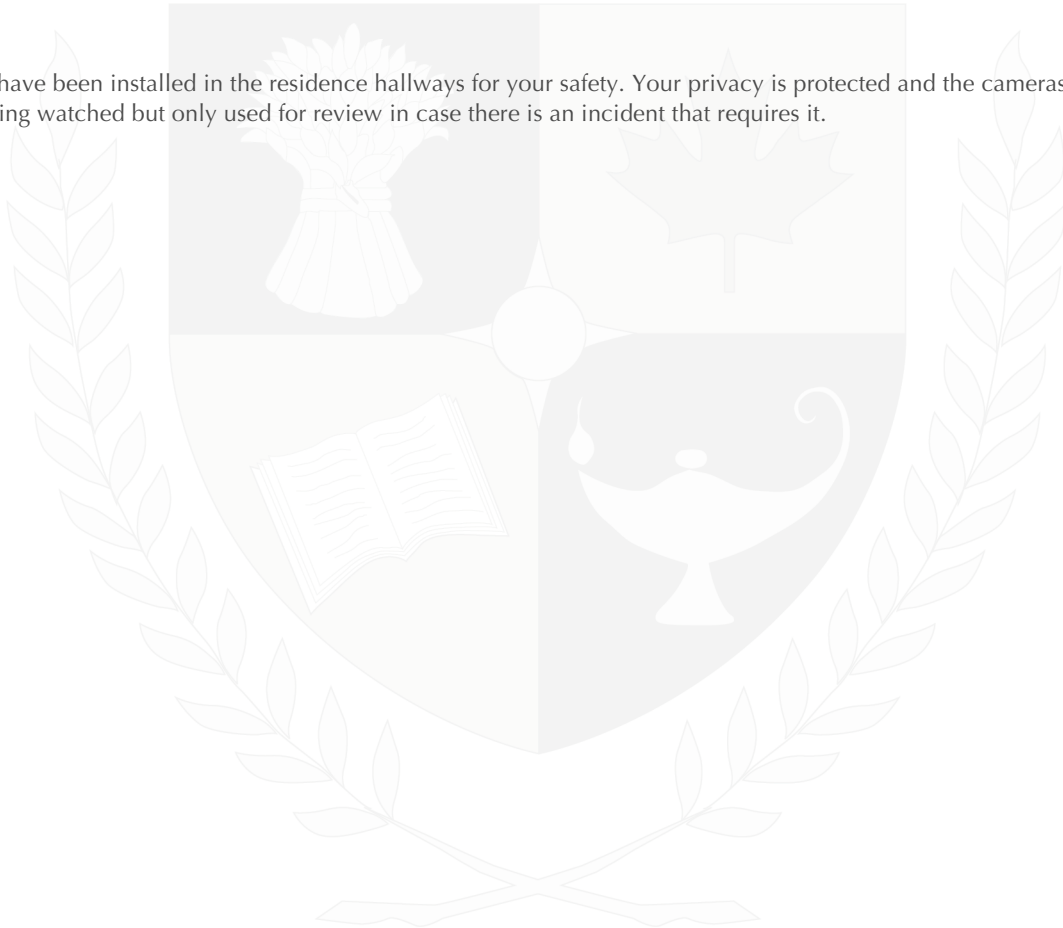 have been installed in the residence hallways for your safety. Your privacy is protected and the cameras
ing watched but only used for review in case there is an incident that requires it.